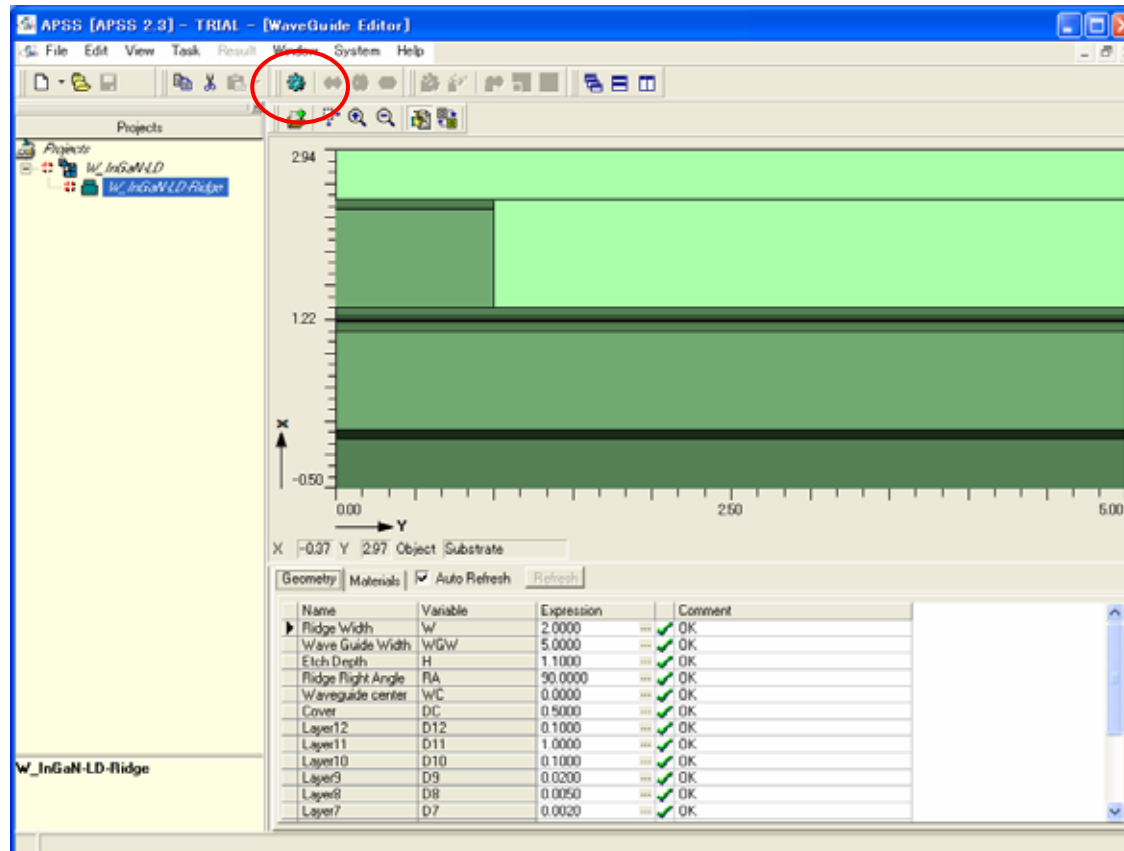 APSS [APSS 2.3] - TRIAL - [WaveGuide Editor]
File Edit View Task Result Window System Help
Projects
Projects
W_InGaN-LD
W_InGaN-LD-Ridge
2.94
1.22
X
-0.50
0.00 2.50 5.00
Y
X -0.37 Y 2.97 Object Substrate
Geometry Materials Auto Refresh Refresh
Name Variable Expression Comment
Ridge Width W 2.0000 ... OK
Wave Guide Width WGW 5.0000 ... OK
Etch Depth H 1.1000 ... OK
Ridge Right Angle RA 90.0000 ... OK
Waveguide center WC 0.0000 ... OK
Cover DC 0.5000 ... OK
Layer12 D12 0.1000 ... OK
Layer11 D11 1.0000 ... OK
Layer10 D10 0.1000 ... OK
Layer9 D9 0.0200 ... OK
Layer8 D8 0.0050 ... OK
Layer7 D7 0.0020 ... OK
W_InGaN-LD-Ridge